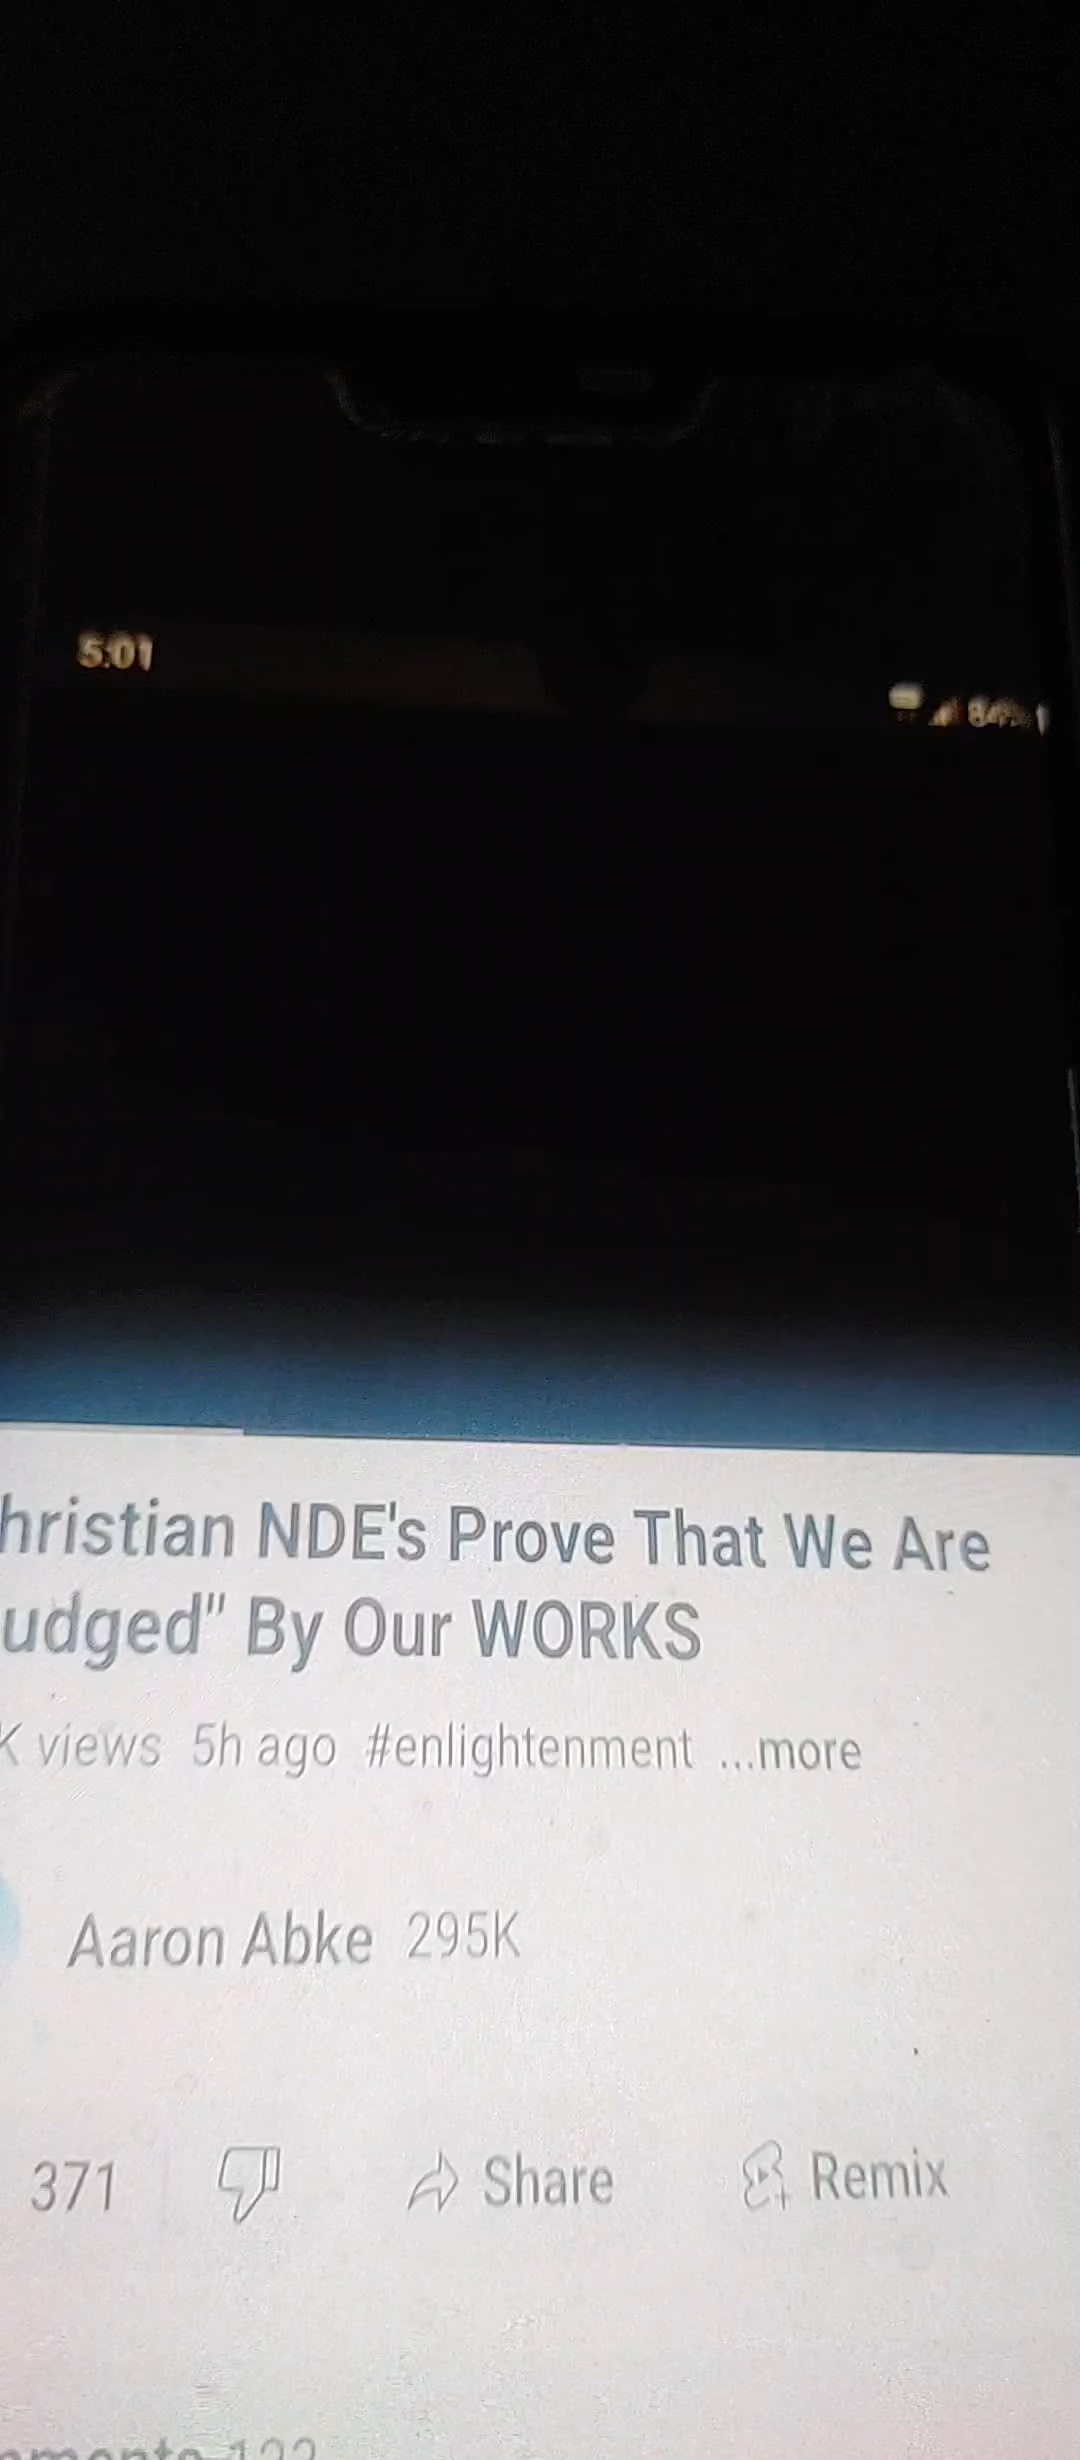 5:01
84%
hristian NDE's Prove That We Are
udged" By Our WORKS
K views 5h ago #enlightenment ...more
Aaron Abke 295K
371 Share Remix